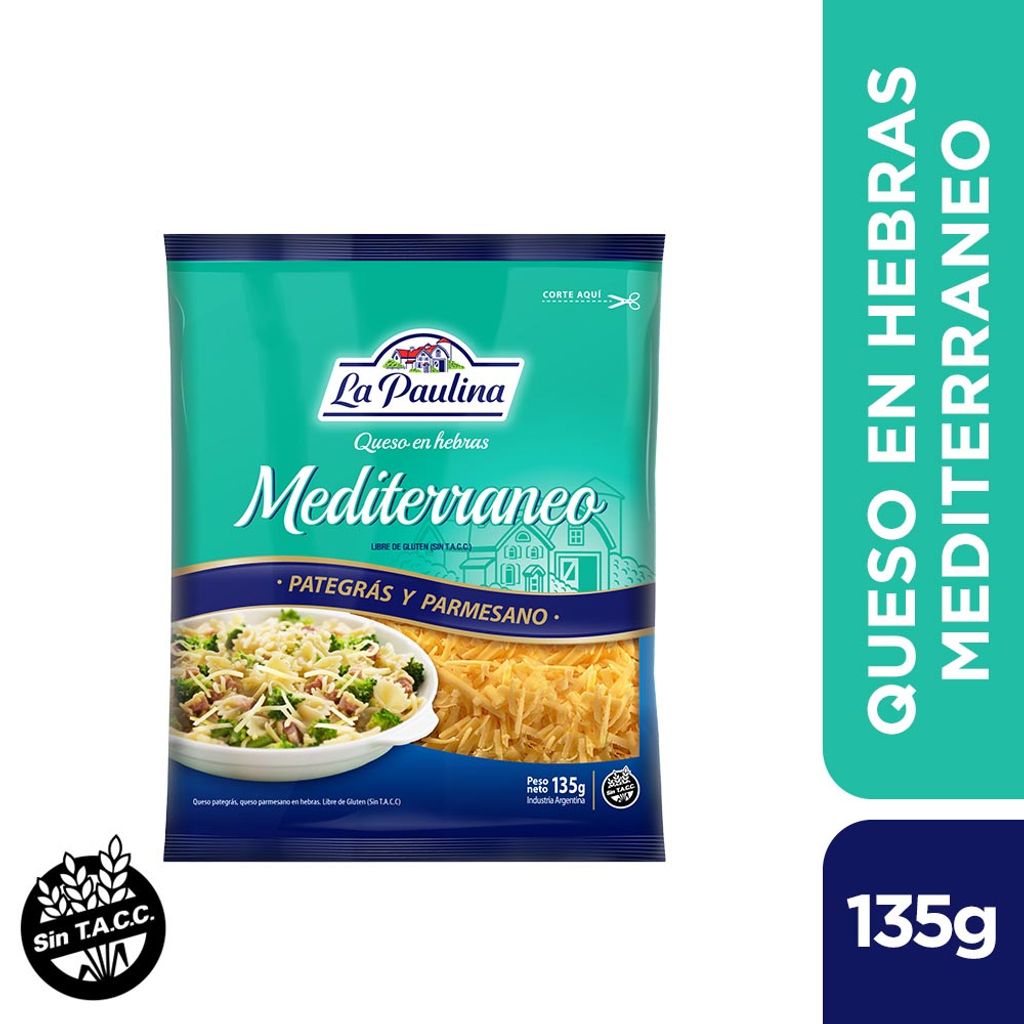 CORTE AQUÍ
La Paulina
Queso en hebras
Mediterraneo
LIBRE DE GLUTEN (SIN T.A.C.C.)
· PATEGRÁS Y PARMESANO ·
Peso neto 135g
Industria Argentina
Sin T.A.C.C.
Queso pategrás, queso parmesano en hebras. Libre de Gluten (Sin T.A.C.C)
Sin T.A.C.C.
QUESO EN HEBRAS
MEDITERRANEO
135g